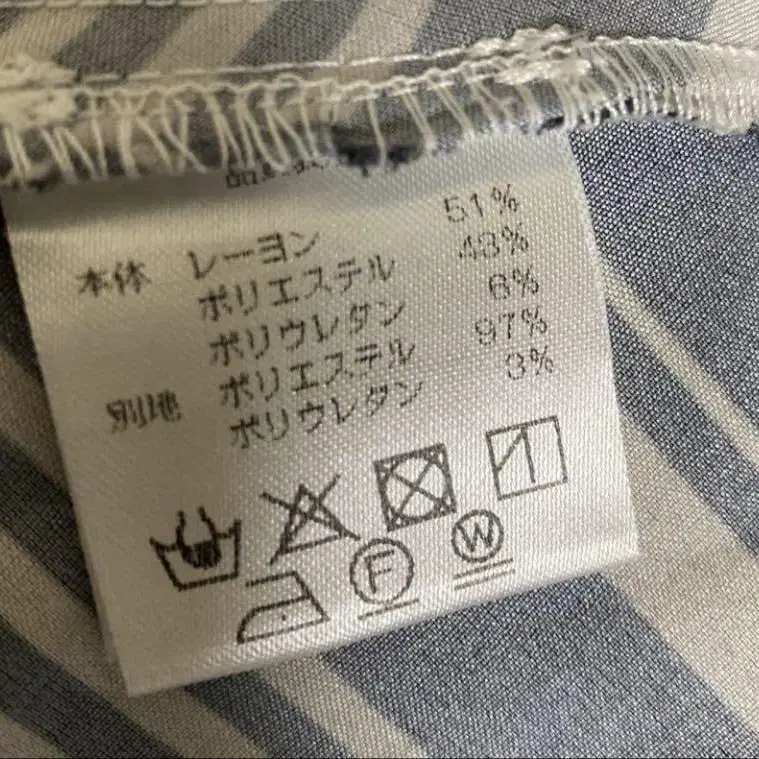 本体 レーヨン 51%
ポリエステル 43%
ポリウレタン 6%
別地 ポリエステル 97%
ポリウレタン 3%
F W